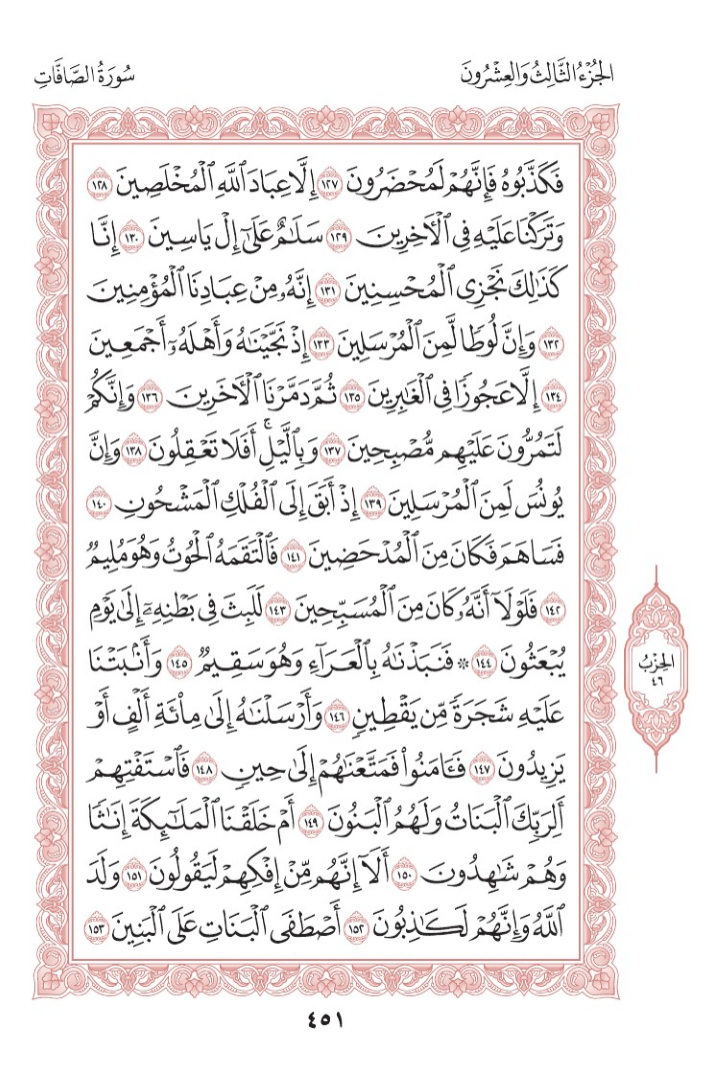 الجُزْءُ الثَّالِثُ وَالعِشْرُونَ
سُورَةُ الصَّافَّاتِ
فَكَذَّبُوهُ فَإِنَّهُمْ لَمُحْضَرُونَ ١٢٧ إِلَّا عِبَادَ ٱللَّهِ ٱلْمُخْلَصِينَ ١٢٨
وَتَرَكْنَا عَلَيْهِ فِي ٱلْأٓخِرِينَ ١٢٩ سَلَٰمٌ عَلَىٰٓ إِلْ يَاسِينَ ١٣٠ إِنَّا
كَذَٰلِكَ نَجْزِي ٱلْمُحْسِنِينَ ١٣١ إِنَّهُۥ مِنْ عِبَادِنَا ٱلْمُؤْمِنِينَ
١٣٢ وَإِنَّ لُوطًا لَّمِنَ ٱلْمُرْسَلِينَ ١٣٣ إِذْ نَجَّيْنَٰهُ وَأَهْلَهُۥٓ أَجْمَعِينَ
١٣٤ إِلَّا عَجُوزًا فِي ٱلْغَٰبِرِينَ ١٣٥ ثُمَّ دَمَّرْنَا ٱلْأٓخَرِينَ ١٣٦ وَإِنَّكُمْ
لَتَمُرُّونَ عَلَيْهِم مُّصْبِحِينَ ١٣٧ وَبِٱلَّيْلِۚ أَفَلَا تَعْقِلُونَ ١٣٨ وَإِنَّ
يُونُسَ لَمِنَ ٱلْمُرْسَلِينَ ١٣٩ إِذْ أَبَقَ إِلَى ٱلْفُلْكِ ٱلْمَشْحُونِ ١٤٠
فَسَاهَمَ فَكَانَ مِنَ ٱلْمُدْحَضِينَ ١٤١ فَٱلْتَقَمَهُ ٱلْحُوتُ وَهُوَ مُلِيمٌ
١٤٢ فَلَوْلَآ أَنَّهُۥ كَانَ مِنَ ٱلْمُسَبِّحِينَ ١٤٣ لَلَبِثَ فِي بَطْنِهِۦٓ إِلَىٰ يَوْمِ
يُبْعَثُونَ ١٤٤ ۞ فَنَبَذْنَٰهُ بِٱلْعَرَآءِ وَهُوَ سَقِيمٌ ١٤٥ وَأَنۢبَتْنَا
عَلَيْهِ شَجَرَةً مِّن يَقْطِينٍ ١٤٦ وَأَرْسَلْنَٰهُ إِلَىٰ مِا۟ئَةِ أَلْفٍ أَوْ
يَزِيدُونَ ١٤٧ فَـَٔامَنُوا۟ فَمَتَّعْنَٰهُمْ إِلَىٰ حِينٍ ١٤٨ فَٱسْتَفْتِهِمْ
أَلِرَبِّكَ ٱلْبَنَاتُ وَلَهُمُ ٱلْبَنُونَ ١٤٩ أَمْ خَلَقْنَا ٱلْمَلَٰٓئِكَةَ إِنَٰثًا
وَهُمْ شَٰهِدُونَ ١٥٠ أَلَآ إِنَّهُم مِّنْ إِفْكِهِمْ لَيَقُولُونَ ١٥١ وَلَدَ
ٱللَّهُ وَإِنَّهُمْ لَكَٰذِبُونَ ١٥٢ أَصْطَفَى ٱلْبَنَاتِ عَلَى ٱلْبَنِينَ ١٥٣
الحِزْبُ
٤٦
٤٥١